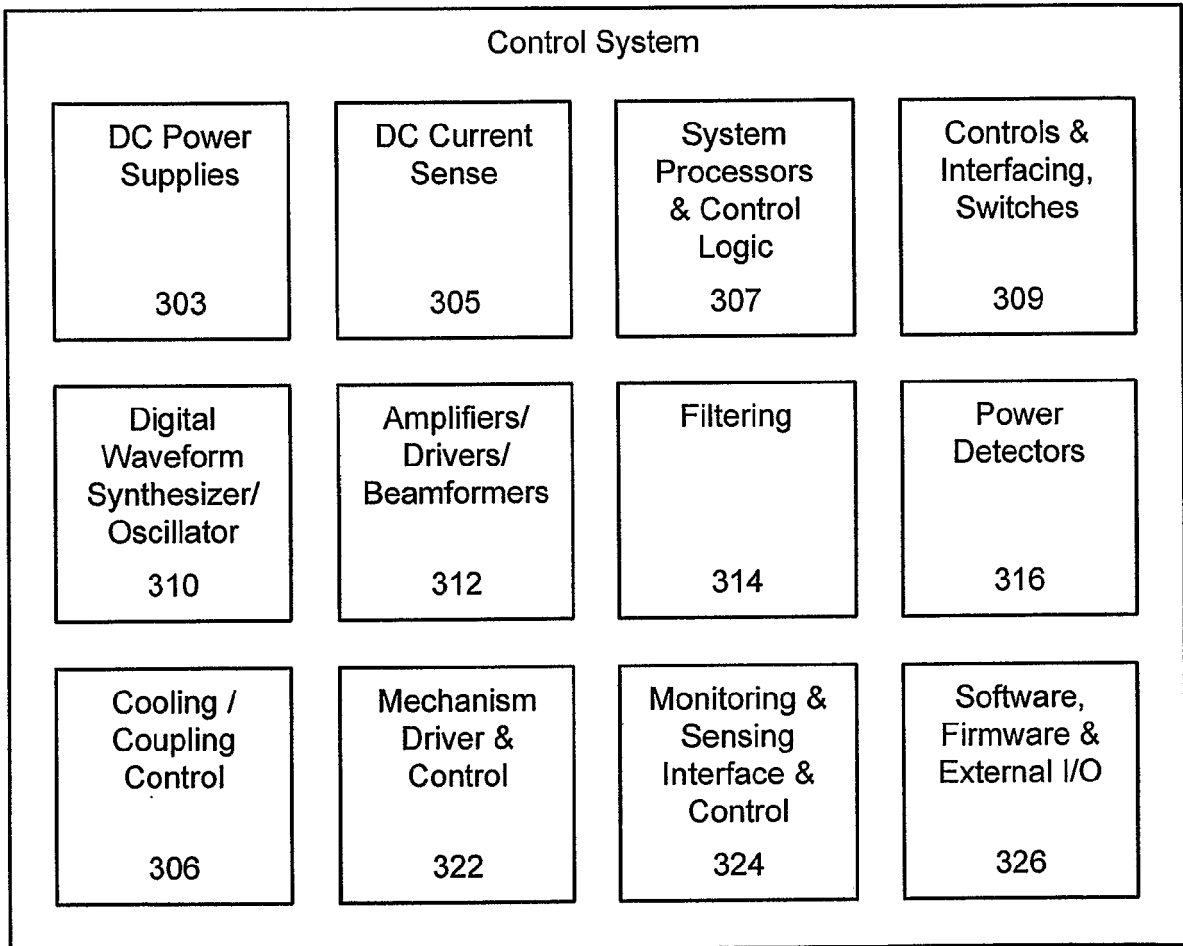 Control System
DC Power
Supplies
303
DC Current
Sense
305
System
Processors
& Control
Logic
307
Controls &
Interfacing,
Switches
309
Digital
Waveform
Synthesizer/
Oscillator
310
Amplifiers/
Drivers/
Beamformers
312
Filtering
314
Power
Detectors
316
Cooling /
Coupling
Control
306
Mechanism
Driver &
Control
322
Monitoring &
Sensing
Interface &
Control
324
Software,
Firmware &
External I/O
326